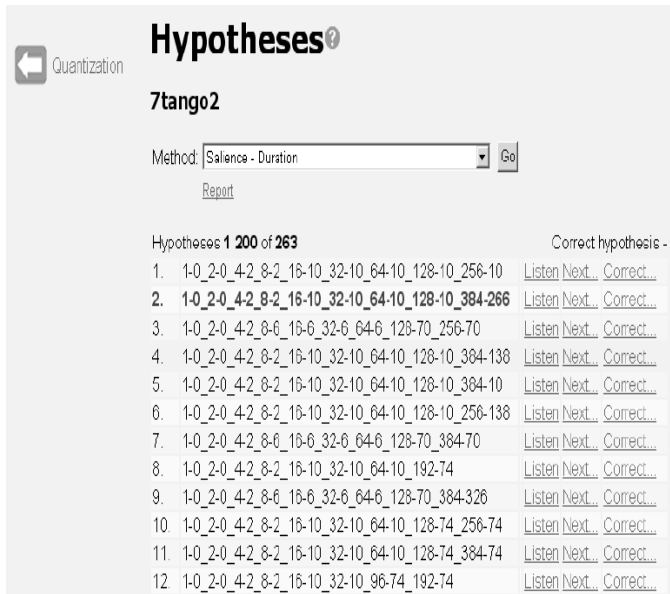 Hypotheses?
Quantization
7tango2
Method: Salience - Duration Go
Report
Hypotheses 1 200 of 263 Correct hypothesis -
1. 1-0_2-0_4-2_8-2_16-10_32-10_64-10_128-10_256-10 Listen Next... Correct...
2. 1-0_2-0_4-2_8-2_16-10_32-10_64-10_128-10_384-266 Listen Next... Correct...
3. 1-0_2-0_4-2_8-6_16-6_32-6_64-6_128-70_256-70 Listen Next... Correct...
4. 1-0_2-0_4-2_8-2_16-10_32-10_64-10_128-10_384-138 Listen Next... Correct...
5. 1-0_2-0_4-2_8-2_16-10_32-10_64-10_128-10_384-10 Listen Next... Correct...
6. 1-0_2-0_4-2_8-2_16-10_32-10_64-10_128-10_256-138 Listen Next... Correct...
7. 1-0_2-0_4-2_8-6_16-6_32-6_64-6_128-70_384-70 Listen Next... Correct...
8. 1-0_2-0_4-2_8-2_16-10_32-10_64-10_192-74 Listen Next... Correct...
9. 1-0_2-0_4-2_8-6_16-6_32-6_64-6_128-70_384-326 Listen Next... Correct...
10. 1-0_2-0_4-2_8-2_16-10_32-10_64-10_128-74_256-74 Listen Next... Correct...
11. 1-0_2-0_4-2_8-2_16-10_32-10_64-10_128-74_384-74 Listen Next... Correct...
12. 1-0_2-0_4-2_8-2_16-10_32-10_96-74_192-74 Listen Next... Correct...